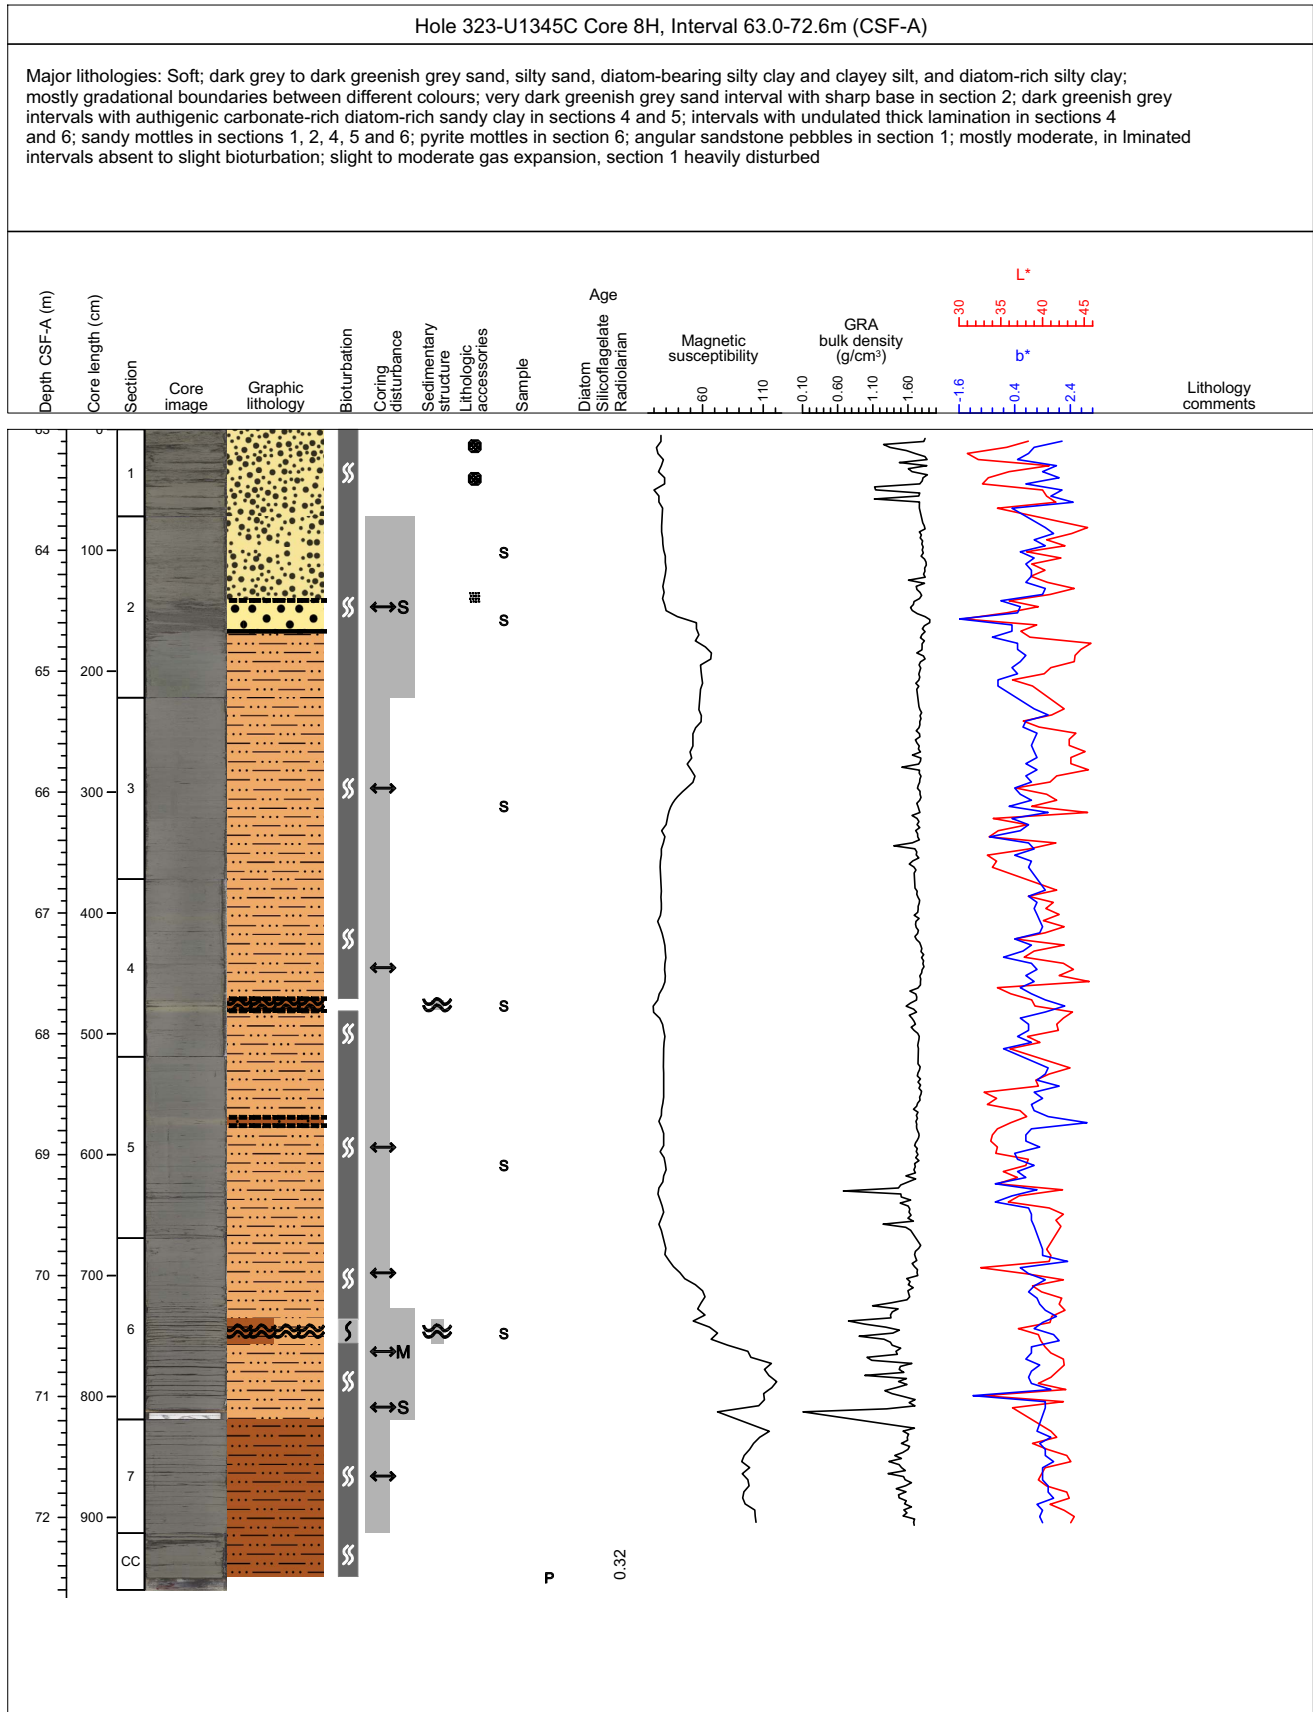 Hole 323-U1345C Core 8H, Interval 63.0-72.6m (CSF-A)
Major lithologies: Soft; dark grey to dark greenish grey sand, silty sand, diatom-bearing silty clay and clayey silt, and diatom-rich silty clay;
mostly gradational boundaries between different colours; very dark greenish grey sand interval with sharp base in section 2; dark greenish grey
intervals with authigenic carbonate-rich diatom-rich sandy clay in sections 4 and 5; intervals with undulated thick lamination in sections 4
and 6; sandy mottles in sections 1, 2, 4, 5 and 6; pyrite mottles in section 6; angular sandstone pebbles in section 1; mostly moderate, in lminated
intervals absent to slight bioturbation; slight to moderate gas expansion, section 1 heavily disturbed
Depth CSF-A (m)
Core length (cm)
Section
Core
image
Graphic
lithology
Bioturbation
Coring
disturbance
Sedimentary
structure
Lithologic
accessories
Sample
Age
Diatom
Silicoflagelate
Radiolarian
Magnetic
susceptibility
60 110
GRA
bulk density
(g/cm³)
0.10 0.60 1.10 1.60
L*
30 35 40 45
b*
-1.6 -0.4 2.4
Lithology
comments
63 0
1
64 100 S
2 S S
65 200
3
66 300 S
67 400
4
S
68 500
5
69 600 S
70 700
6 S
M
71 800 S
7
72 900
CC
P 0.32